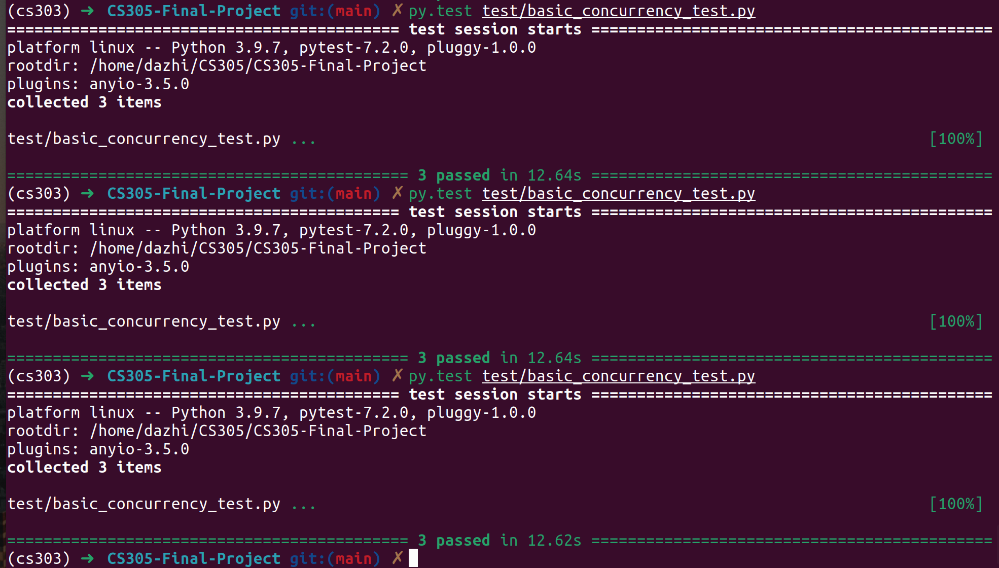 (cs303) ➜ CS305-Final-Project git:(main) ✗ py.test test/basic_concurrency_test.py
=========================================== test session starts ============================================
platform linux -- Python 3.9.7, pytest-7.2.0, pluggy-1.0.0
rootdir: /home/dazhi/CS305/CS305-Final-Project
plugins: anyio-3.5.0
collected 3 items
test/basic_concurrency_test.py ... [100%]
============================================ 3 passed in 12.64s ============================================
(cs303) ➜ CS305-Final-Project git:(main) ✗ py.test test/basic_concurrency_test.py
=========================================== test session starts ============================================
platform linux -- Python 3.9.7, pytest-7.2.0, pluggy-1.0.0
rootdir: /home/dazhi/CS305/CS305-Final-Project
plugins: anyio-3.5.0
collected 3 items
test/basic_concurrency_test.py ... [100%]
============================================ 3 passed in 12.64s ============================================
(cs303) ➜ CS305-Final-Project git:(main) ✗ py.test test/basic_concurrency_test.py
=========================================== test session starts ============================================
platform linux -- Python 3.9.7, pytest-7.2.0, pluggy-1.0.0
rootdir: /home/dazhi/CS305/CS305-Final-Project
plugins: anyio-3.5.0
collected 3 items
test/basic_concurrency_test.py ... [100%]
============================================ 3 passed in 12.62s ============================================
(cs303) ➜ CS305-Final-Project git:(main) ✗